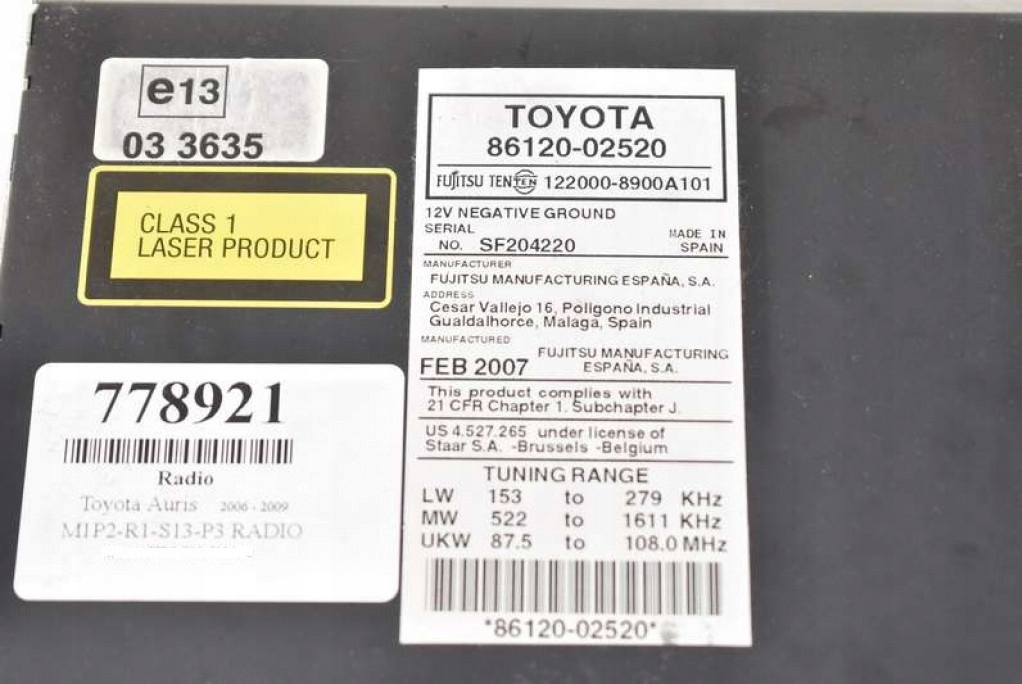 e13
03 3635
CLASS 1
LASER PRODUCT
778921
Radio
Toyota Auris 2006 - 2009
M1P2-R1-S13-P3 RADIO
TOYOTA
86120-02520
FUJITSU TEN TEN 122000-8900A101
12V NEGATIVE GROUND
SERIAL
NO. SF204220
MADE IN
SPAIN
MANUFACTURER
FUJITSU MANUFACTURING ESPAÑA, S.A.
ADDRESS
Cesar Vallejo 16, Poligono Industrial
Gualdalhorce, Malaga, Spain
MANUFACTURED
FEB 2007
FUJITSU MANUFACTURING
ESPAÑA, S.A.
This product complies with
21 CFR Chapter 1. Subchapter J.
US 4.527.265 under license of
Staar S.A. -Brussels -Belgium
TUNING RANGE
LW 153 to 279 KHz
MW 522 to 1611 KHz
UKW 87.5 to 108.0 MHz
*86120-02520*